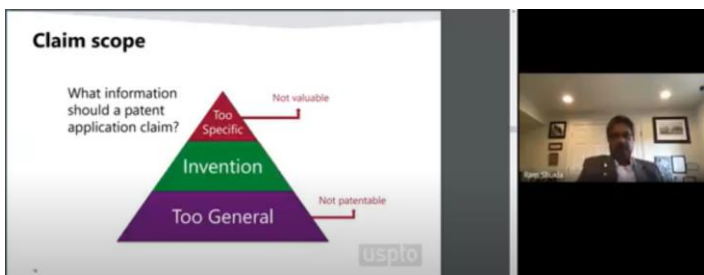 Claim scope
What information
should a patent
application claim?
Not valuable
Too
Specific
Invention
Not patentable
Too General
uspto